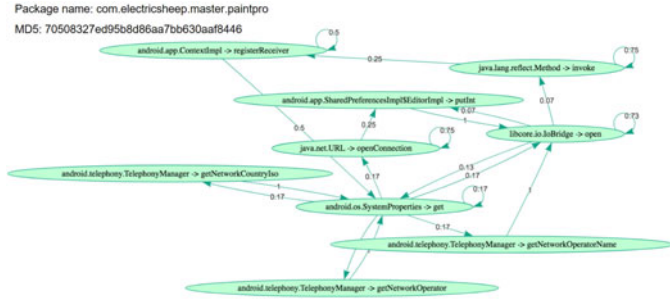 Package name: com.electricsheep.master.paintpro
MD5: 70508327ed95b8d86aa7bb630aaf8446
0.5
android.app.ContextImpl -> registerReceiver
0.75
0.25
java.lang.reflect.Method -> invoke
0.07
android.app.SharedPreferencesImpl$EditorImpl -> putInt
0.07
0.73
0.5
0.25
1
libcore.io.IoBridge -> open
0.75
java.net.URL -> openConnection
0.13
android.telephony.TelephonyManager -> getNetworkCountryIso
0.17
0.17
1
0.17
0.17
1
android.os.SystemProperties -> get
0.17
android.telephony.TelephonyManager -> getNetworkOperatorName
android.telephony.TelephonyManager -> getNetworkOperator